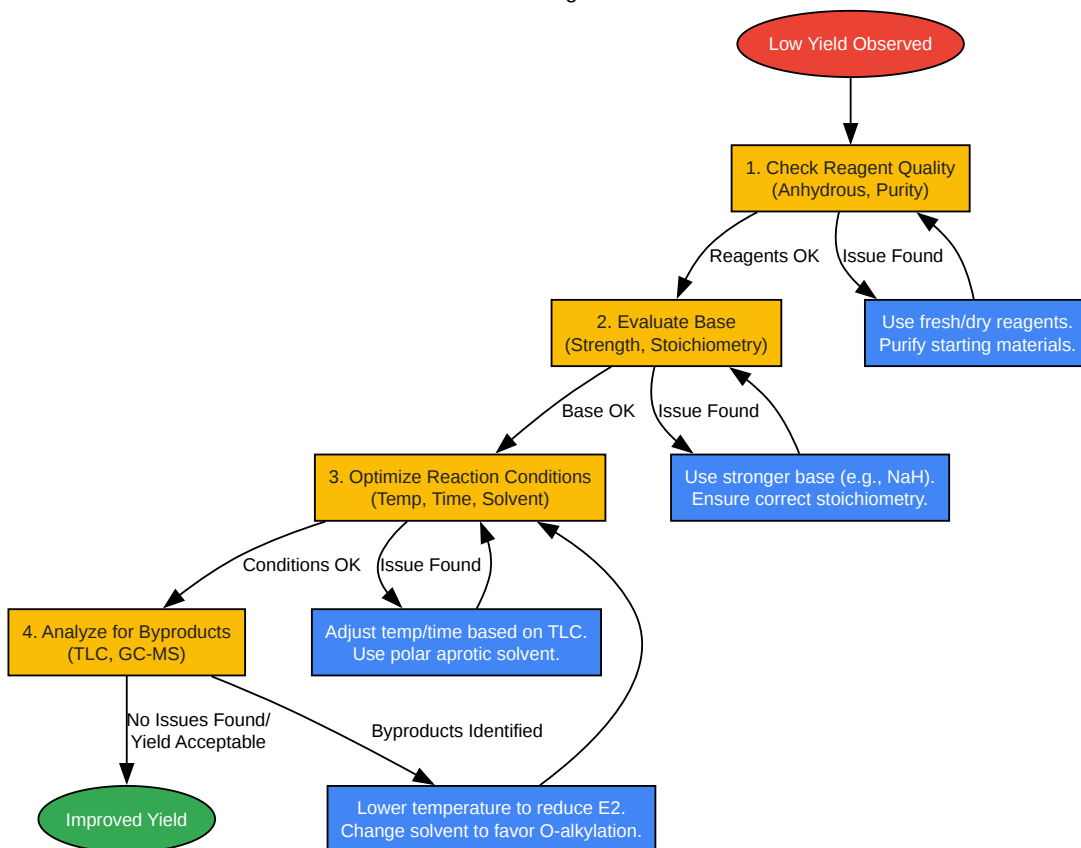 Low Yield Observed
1. Check Reagent Quality
(Anhydrous, Purity)
Reagents OK
Issue Found
2. Evaluate Base
(Strength, Stoichiometry)
Use fresh/dry reagents.
Purify starting materials.
Base OK
Issue Found
3. Optimize Reaction Conditions
(Temp, Time, Solvent)
Use stronger base (e.g., NaH).
Ensure correct stoichiometry.
Conditions OK
Issue Found
4. Analyze for Byproducts
(TLC, GC-MS)
Adjust temp/time based on TLC.
Use polar aprotic solvent.
No Issues Found/
Yield Acceptable
Byproducts Identified
Improved Yield
Lower temperature to reduce E2.
Change solvent to favor O-alkylation.